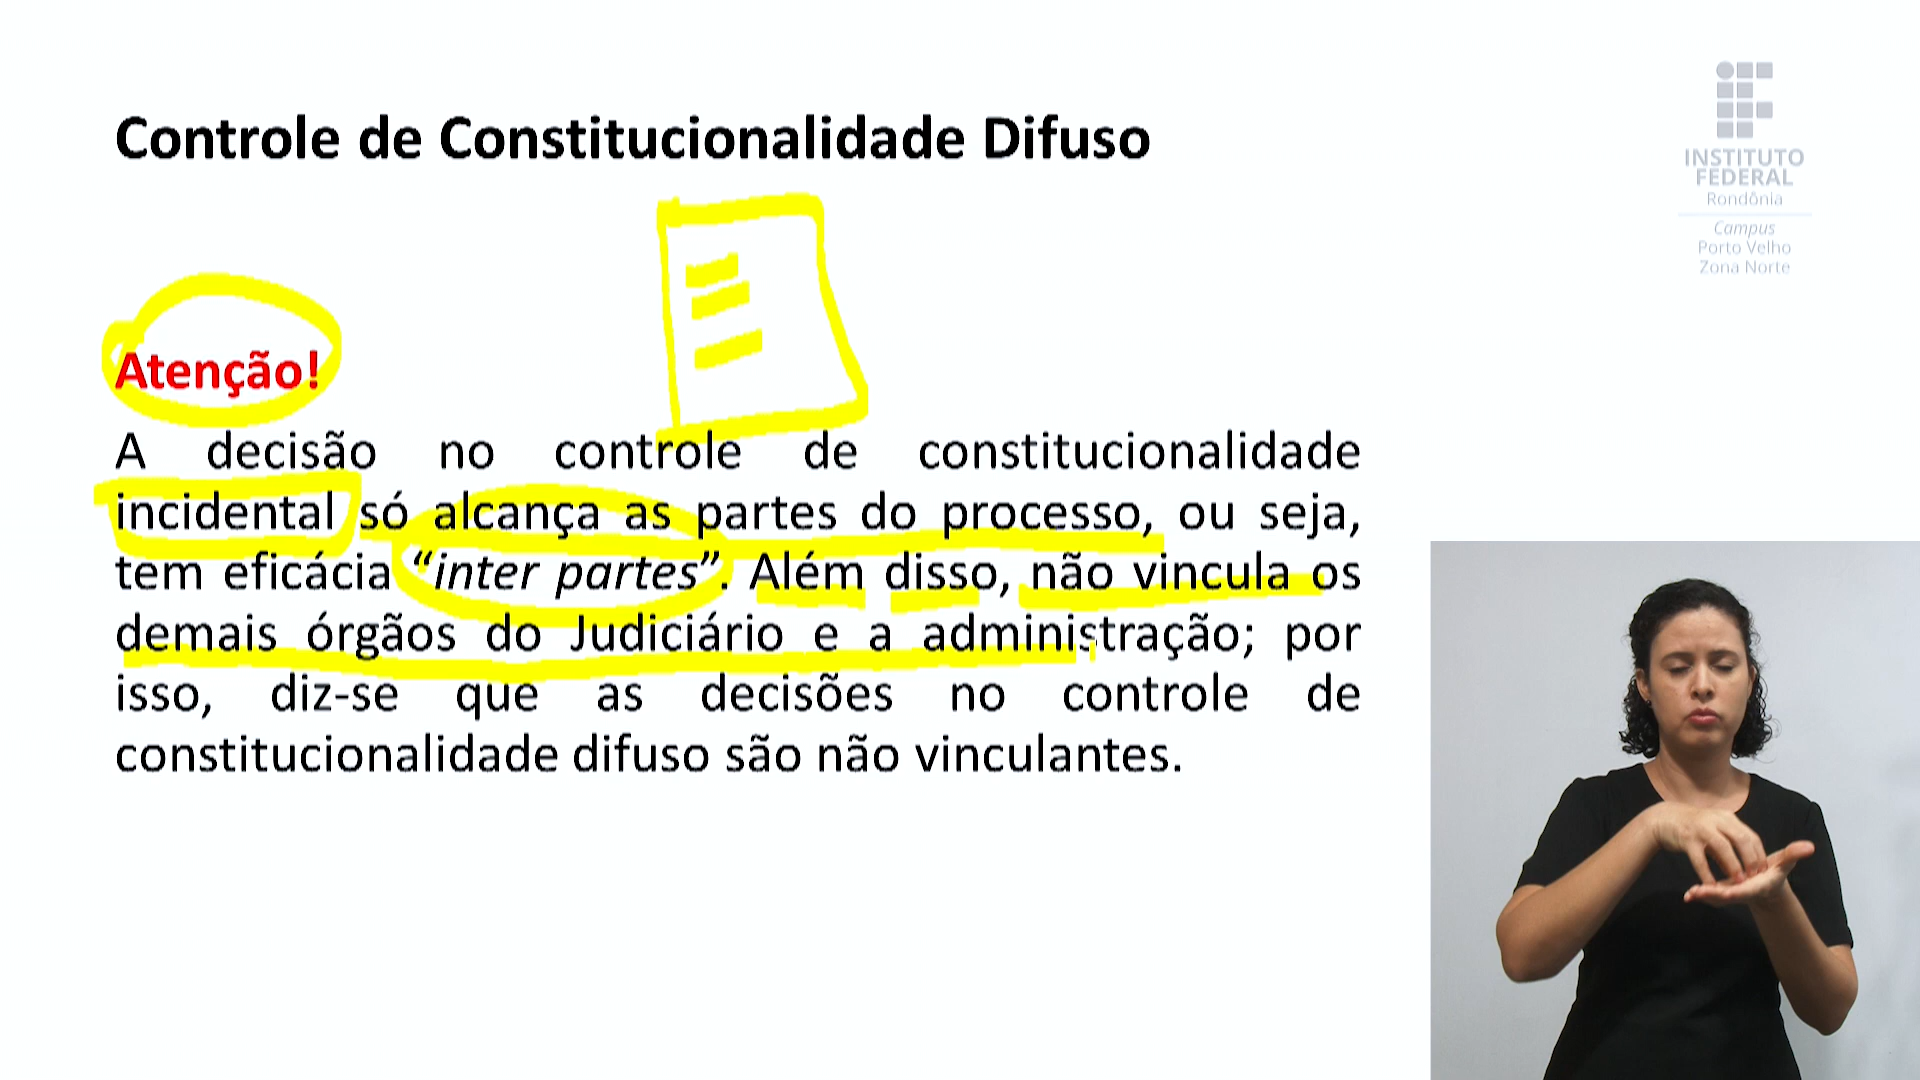 Controle de Constitucionalidade Difuso
INSTITUTO
FEDERAL
Rondônia
Campus
Porto Velho
Zona Norte
Atenção!
A decisão no controle de constitucionalidade
incidental só alcança as partes do processo, ou seja,
tem eficácia “inter partes”. Além disso, não vincula os
demais órgãos do Judiciário e a administração; por
isso, diz-se que as decisões no controle de
constitucionalidade difuso são não vinculantes.